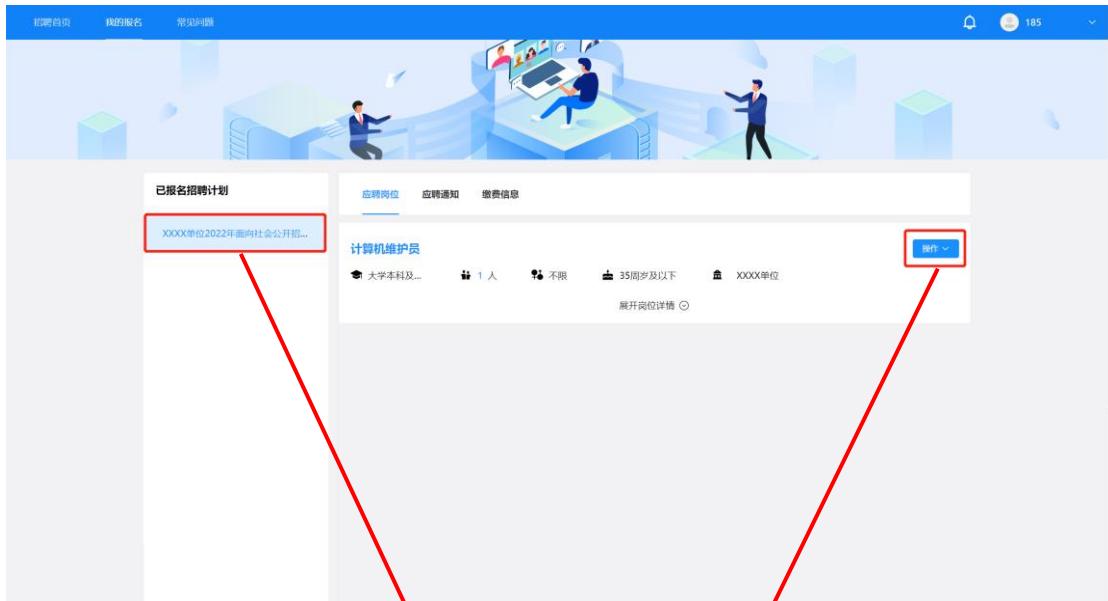 招聘首页 我的报名 常见问题 185
已报名招聘计划
应聘岗位 应聘通知 缴费信息
XXXX单位2022年面向社会公开招...
计算机维护员
操作
大学本科及... 1 人 不限 35周岁及以下 XXXX单位
展开岗位详情